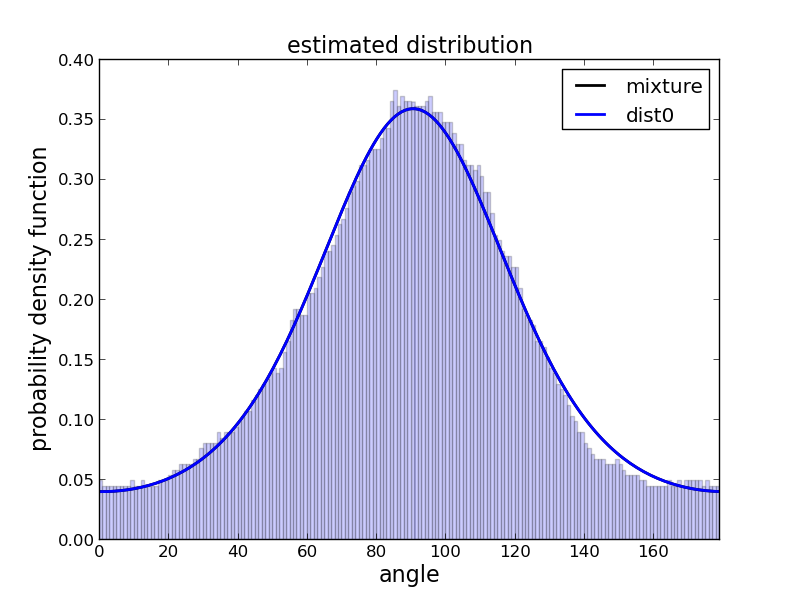 estimated distribution
mixture
dist0
probability density function
0.40
0.35
0.30
0.25
0.20
0.15
0.10
0.05
0.00
0 20 40 60 80 100 120 140 160
angle